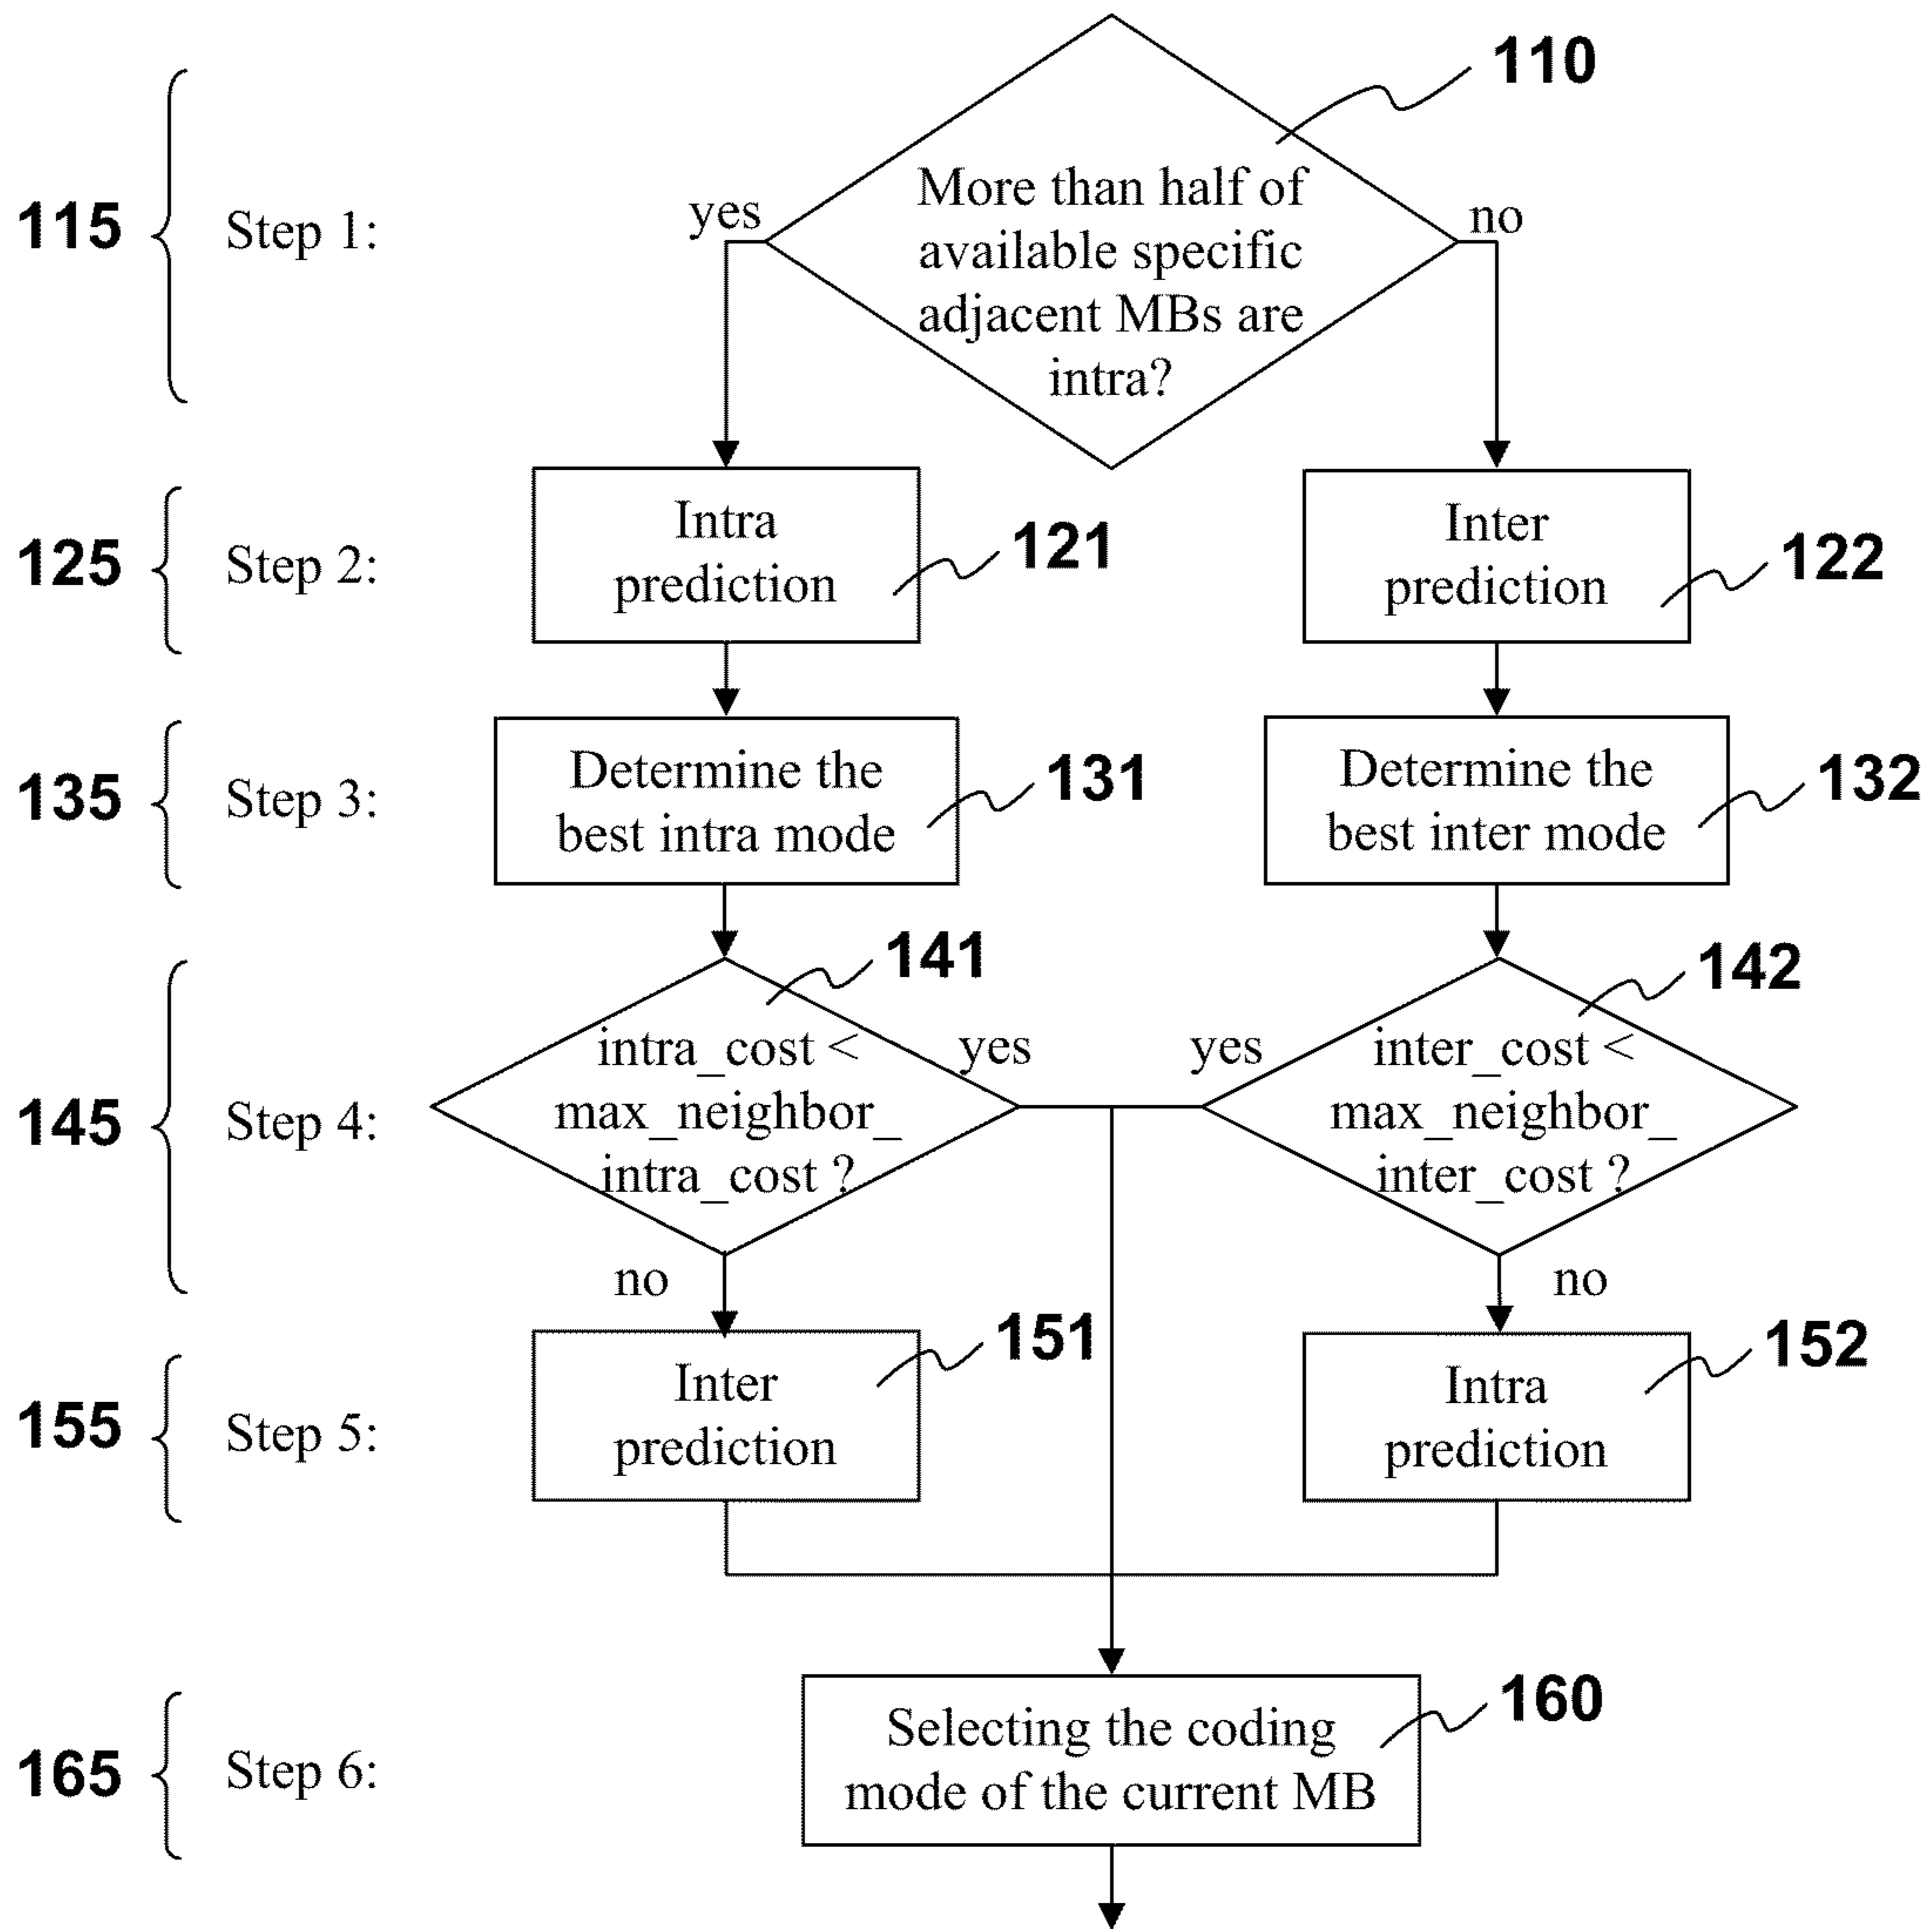 110
115
Step 1:
yes
More than half of
available specific
adjacent MBs are
intra?
no
125
Step 2:
Intra
prediction
121
Inter
prediction
122
135
Step 3:
Determine the
best intra mode
131
Determine the
best inter mode
132
145
Step 4:
141
intra_cost <
max_neighbor_
intra_cost ?
yes
no
142
yes
inter_cost <
max_neighbor_
inter_cost ?
no
155
Step 5:
Inter
prediction
151
Intra
prediction
152
165
Step 6:
Selecting the coding
mode of the current MB
160